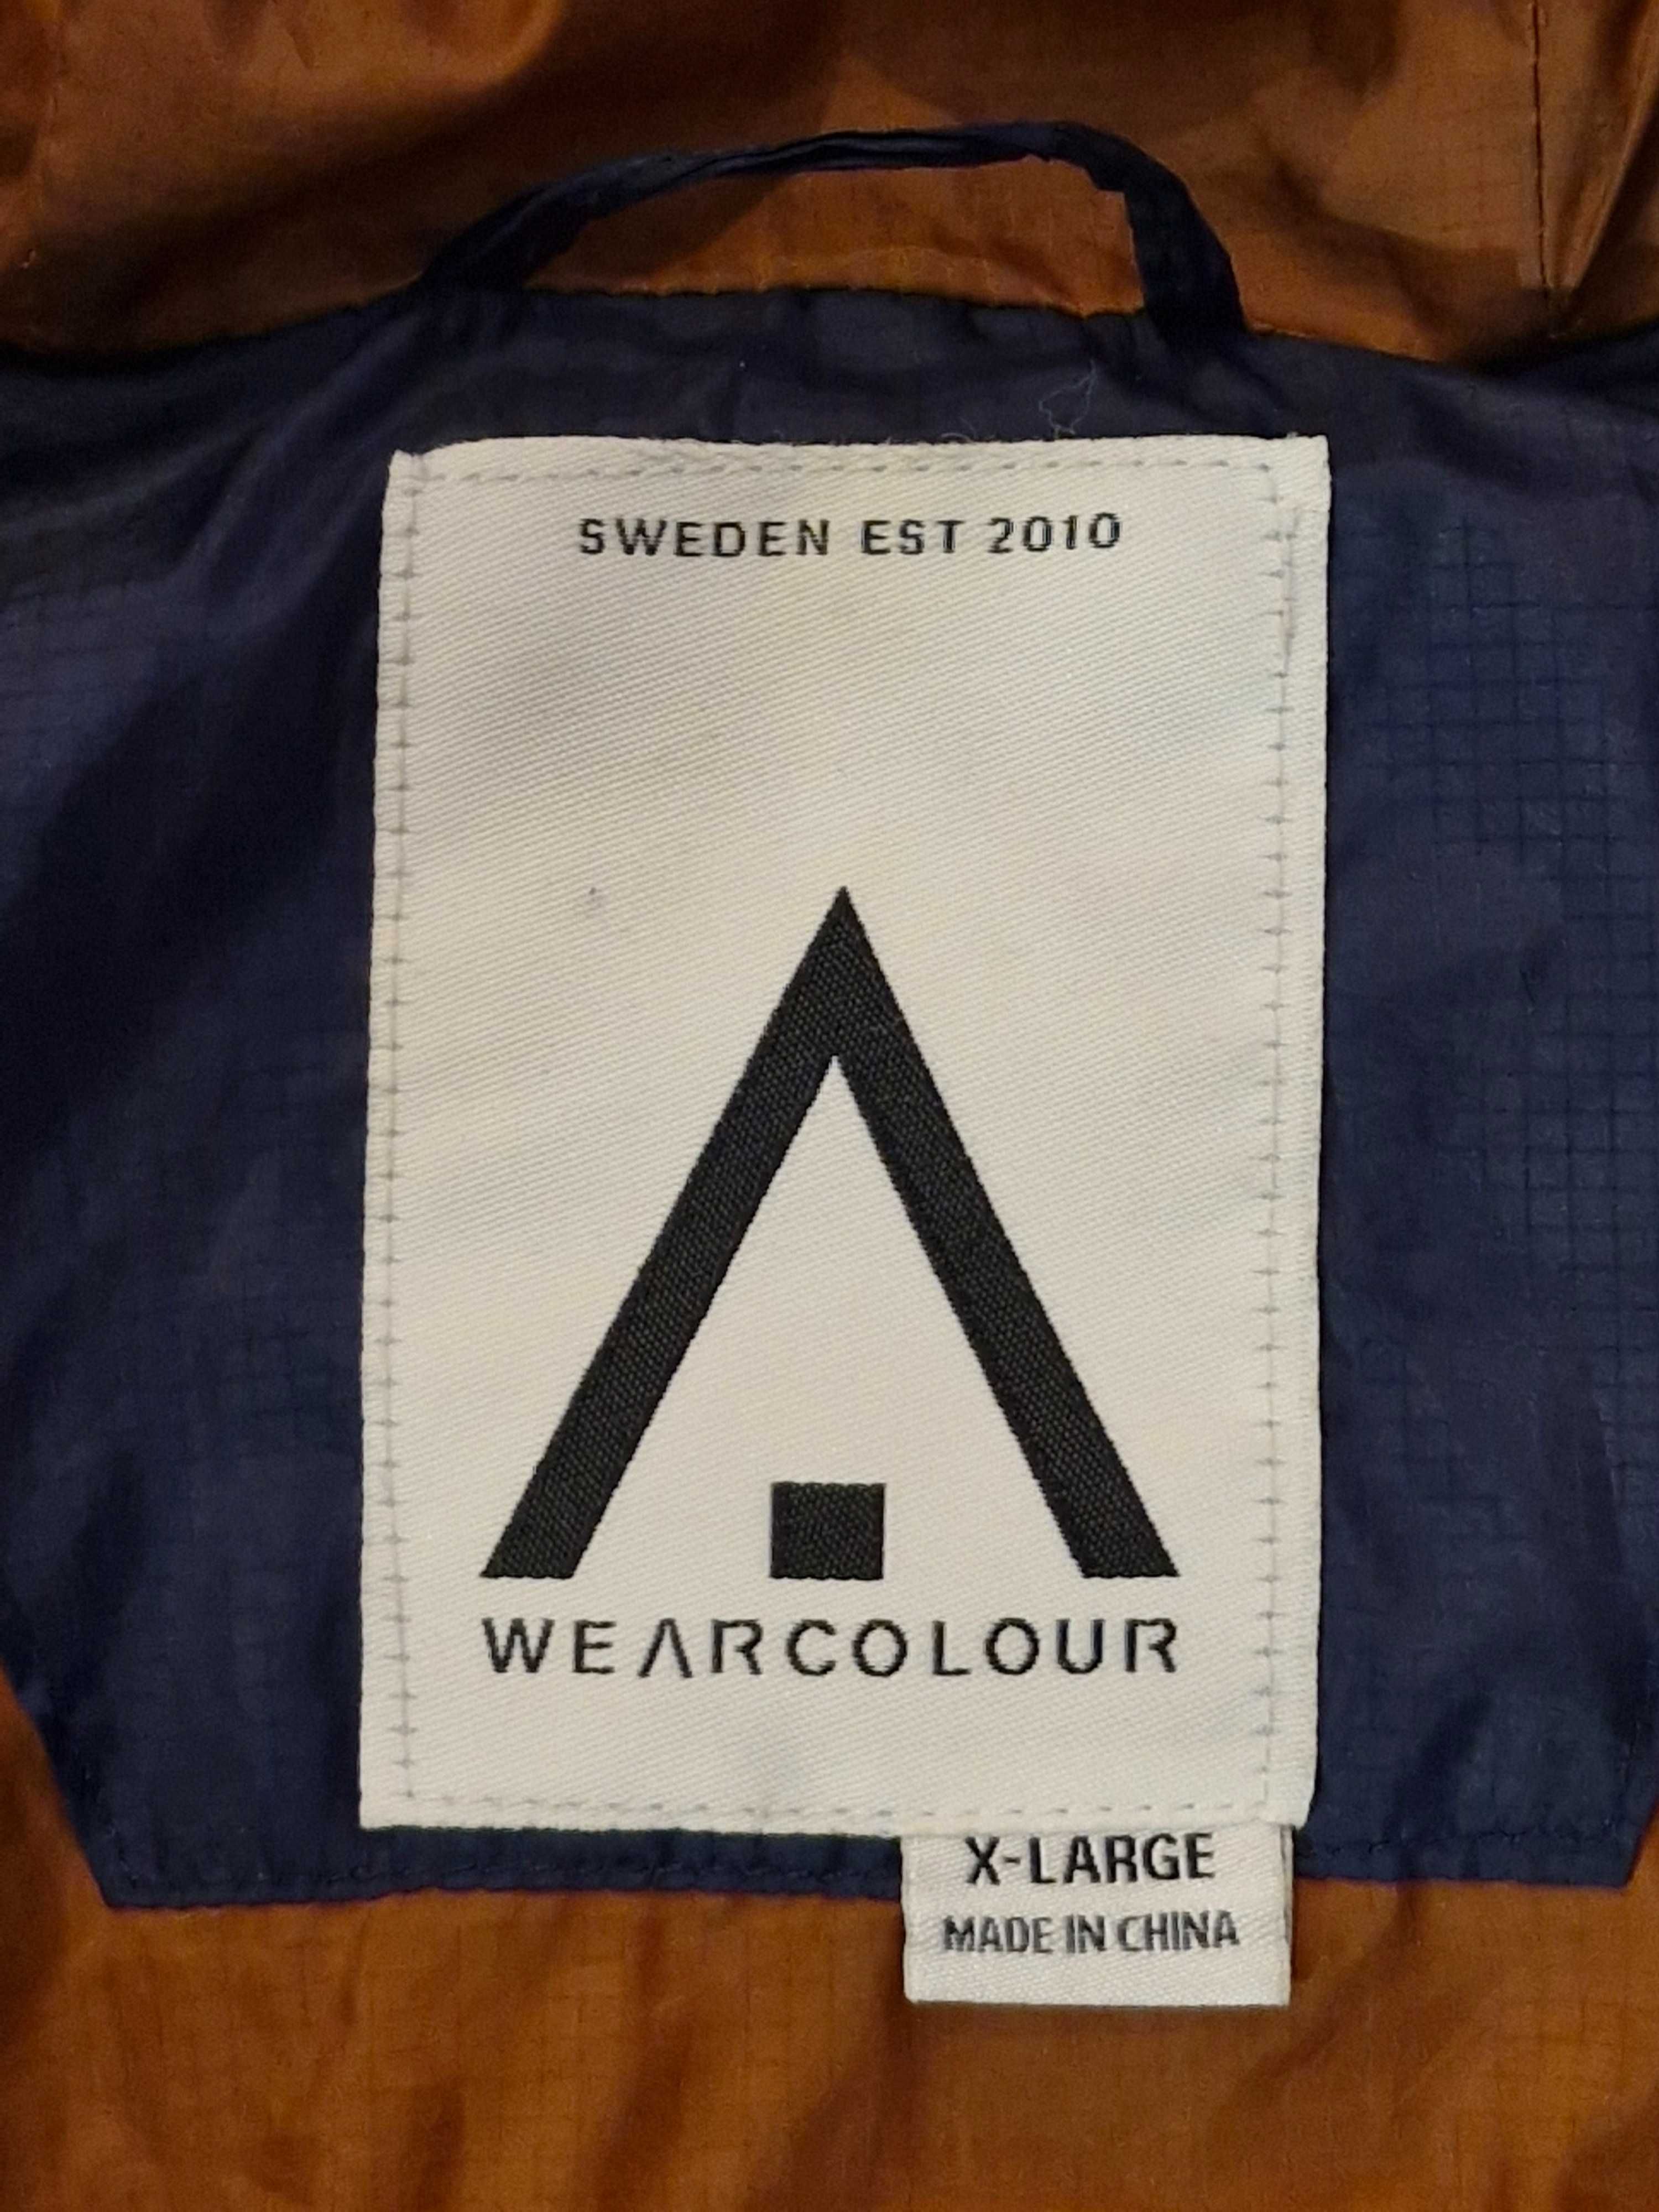 SWEDEN EST 2010
WEARCOLOUR
X-LARGE
MADE IN CHINA